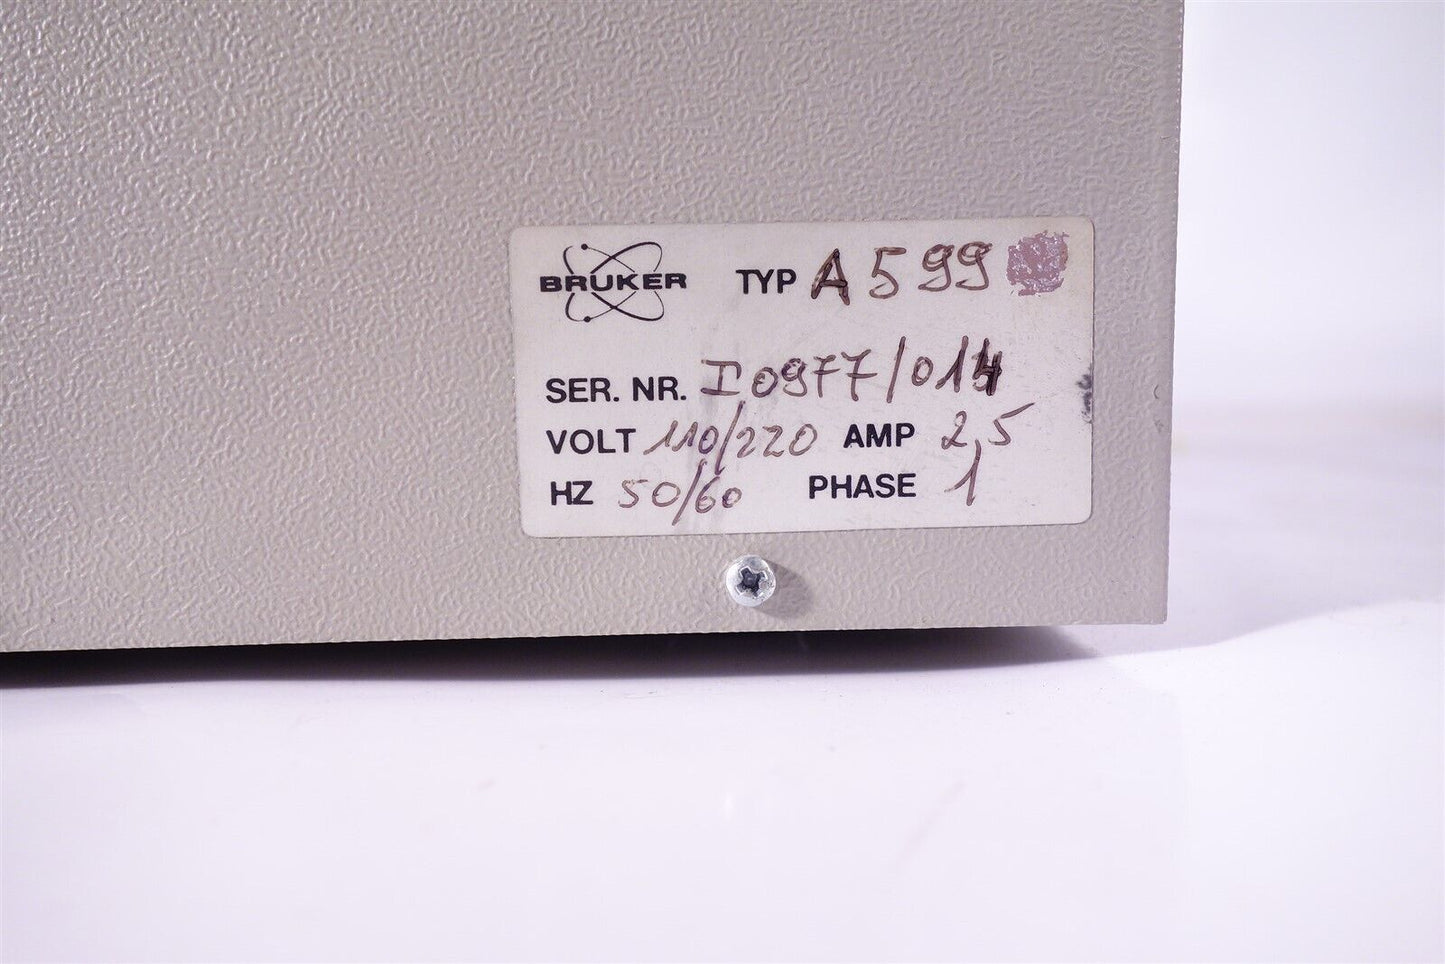 BRUKER TYP A599
SER. NR. I0977/014
VOLT 110/220 AMP 2,5
HZ 50/60 PHASE 1